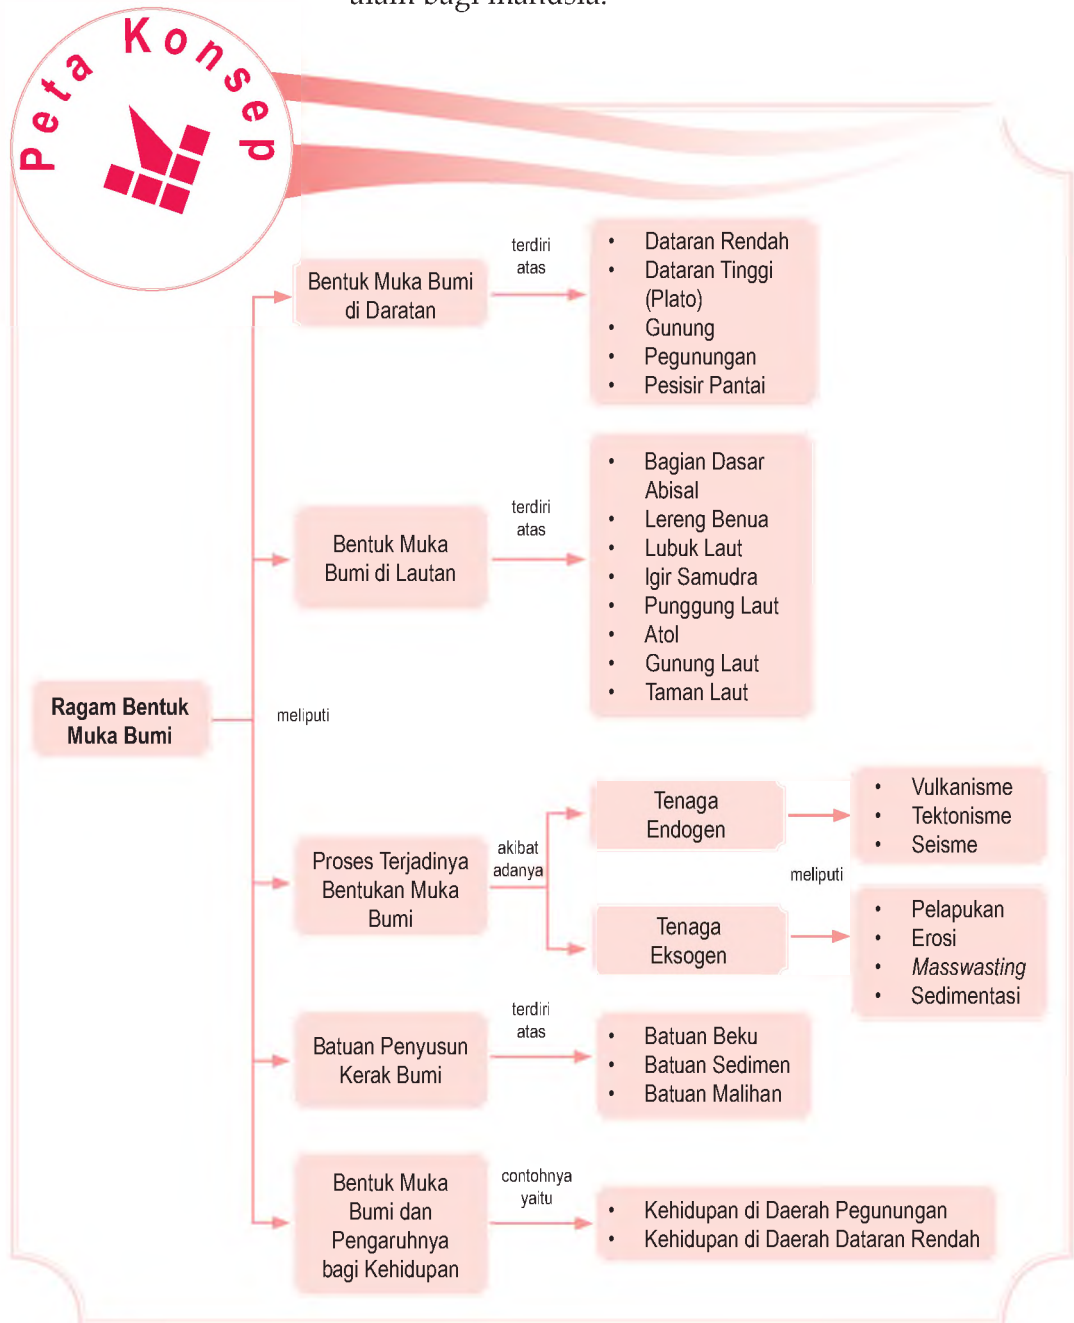 alam bagi manusia.
Peta Konsep
Bentuk Muka Bumi
di Daratan
terdiri
atas
• Dataran Rendah
• Dataran Tinggi
(Plato)
• Gunung
• Pegunungan
• Pesisir Pantai
Bentuk Muka
Bumi di Lautan
terdiri
atas
• Bagian Dasar
Abisal
• Lereng Benua
• Lubuk Laut
• Igir Samudra
• Punggung Laut
• Atol
• Gunung Laut
• Taman Laut
Ragam Bentuk
Muka Bumi
meliputi
Proses Terjadinya
Bentukan Muka
Bumi
akibat
adanya
Tenaga
Endogen
• Vulkanisme
• Tektonisme
• Seisme
meliputi
Tenaga
Eksogen
• Pelapukan
• Erosi
• Masswasting
• Sedimentasi
Batuan Penyusun
Kerak Bumi
terdiri
atas
• Batuan Beku
• Batuan Sedimen
• Batuan Malihan
Bentuk Muka
Bumi dan
Pengaruhnya
bagi Kehidupan
contohnya
yaitu
• Kehidupan di Daerah Pegunungan
• Kehidupan di Daerah Dataran Rendah